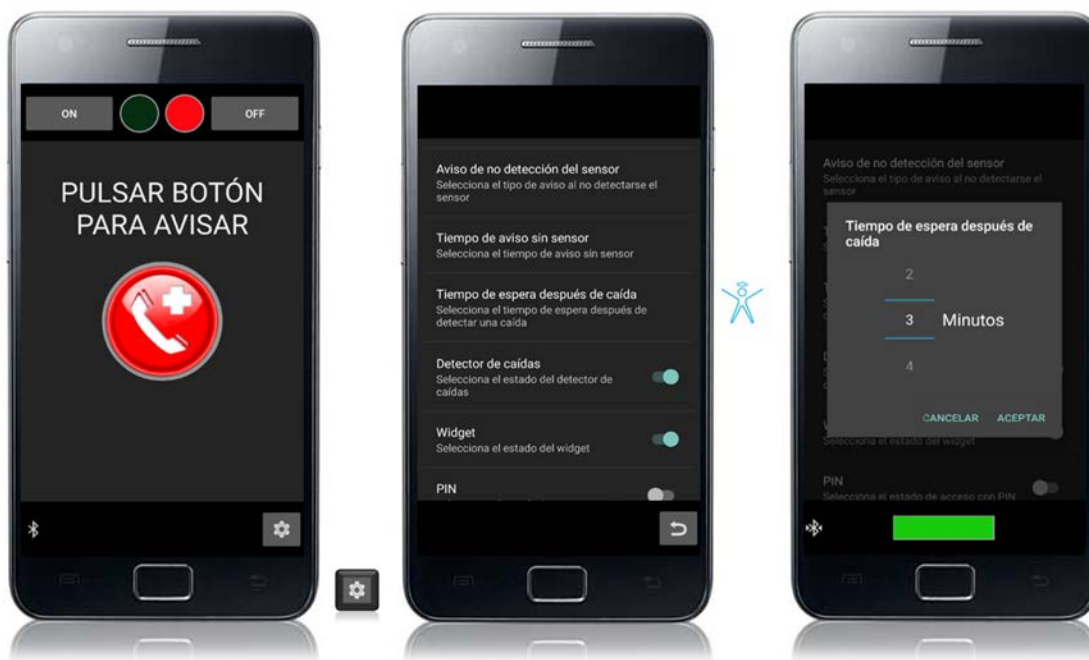 ON
OFF
PULSAR BOTÓN
PARA AVISAR
Aviso de no detección del sensor
Selecciona el tipo de aviso al no detectarse el
sensor
Tiempo de aviso sin sensor
Selecciona el tiempo de aviso sin sensor
Tiempo de espera después de caída
Selecciona el tiempo de espera después de
detectar una caída
Detector de caídas
Selecciona el estado del detector de
caídas
Widget
Selecciona el estado del widget
PIN
Aviso de no detección del sensor
Selecciona el tipo de aviso al no detectarse el
sensor
Tiempo de espera después de
caída
2
3 Minutos
4
CANCELAR ACEPTAR
Selecciona el estado del widget
PIN
Selecciona el estado de acceso con PIN